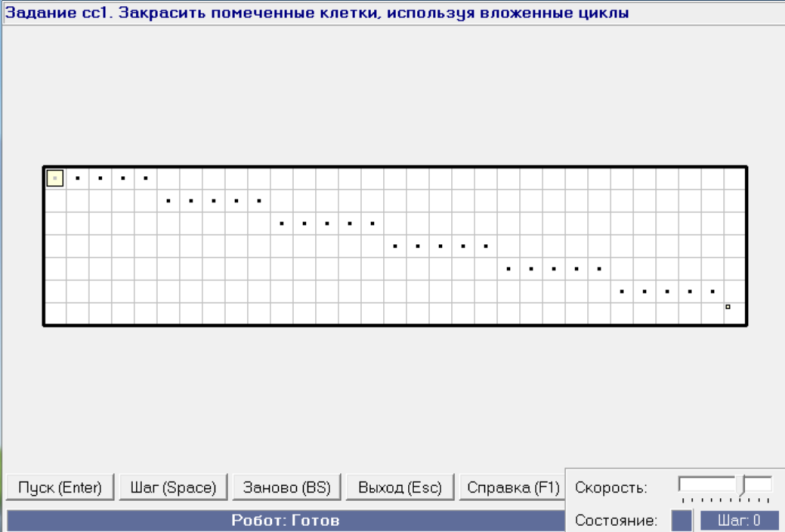 Задание cc1. Закрасить помеченные клетки, используя вложенные циклы
Пуск (Enter) Шаг (Space) Заново (BS) Выход (Esc) Справка (F1) Скорость:
Робот: Готов Состояние: Шаг: 0